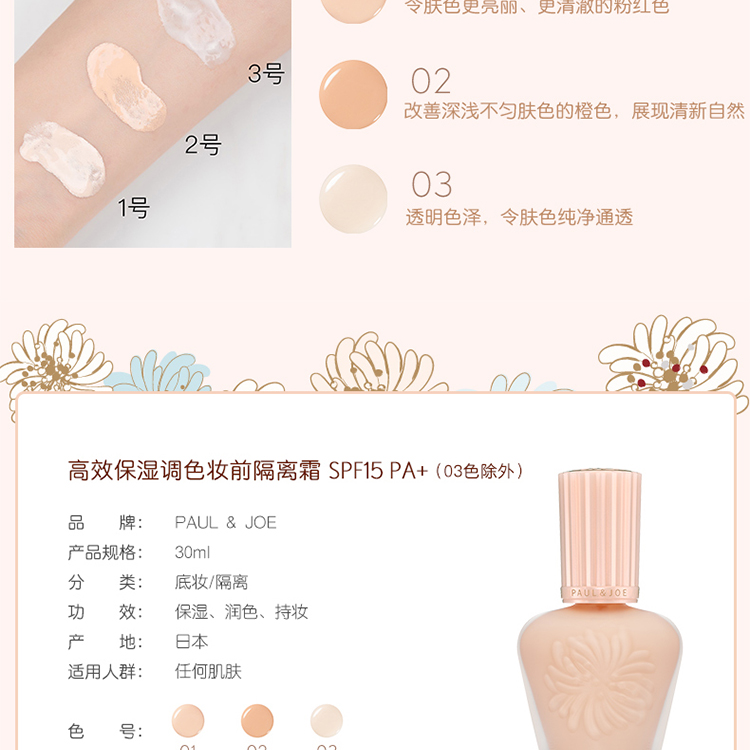 令肤色更亮丽、更清澈的粉红色
3号
02
改善深浅不匀肤色的橙色，展现清新自然
2号
03
1号
透明色泽，令肤色纯净通透
高效保湿调色妆前隔离霜 SPF15 PA+（03色除外）
品 牌： PAUL & JOE
产品规格： 30ml
分 类： 底妆/隔离
功 效： 保湿、润色、持妆
产 地： 日本
适用人群： 任何肌肤
PAUL & JOE
色 号：
01 02 03